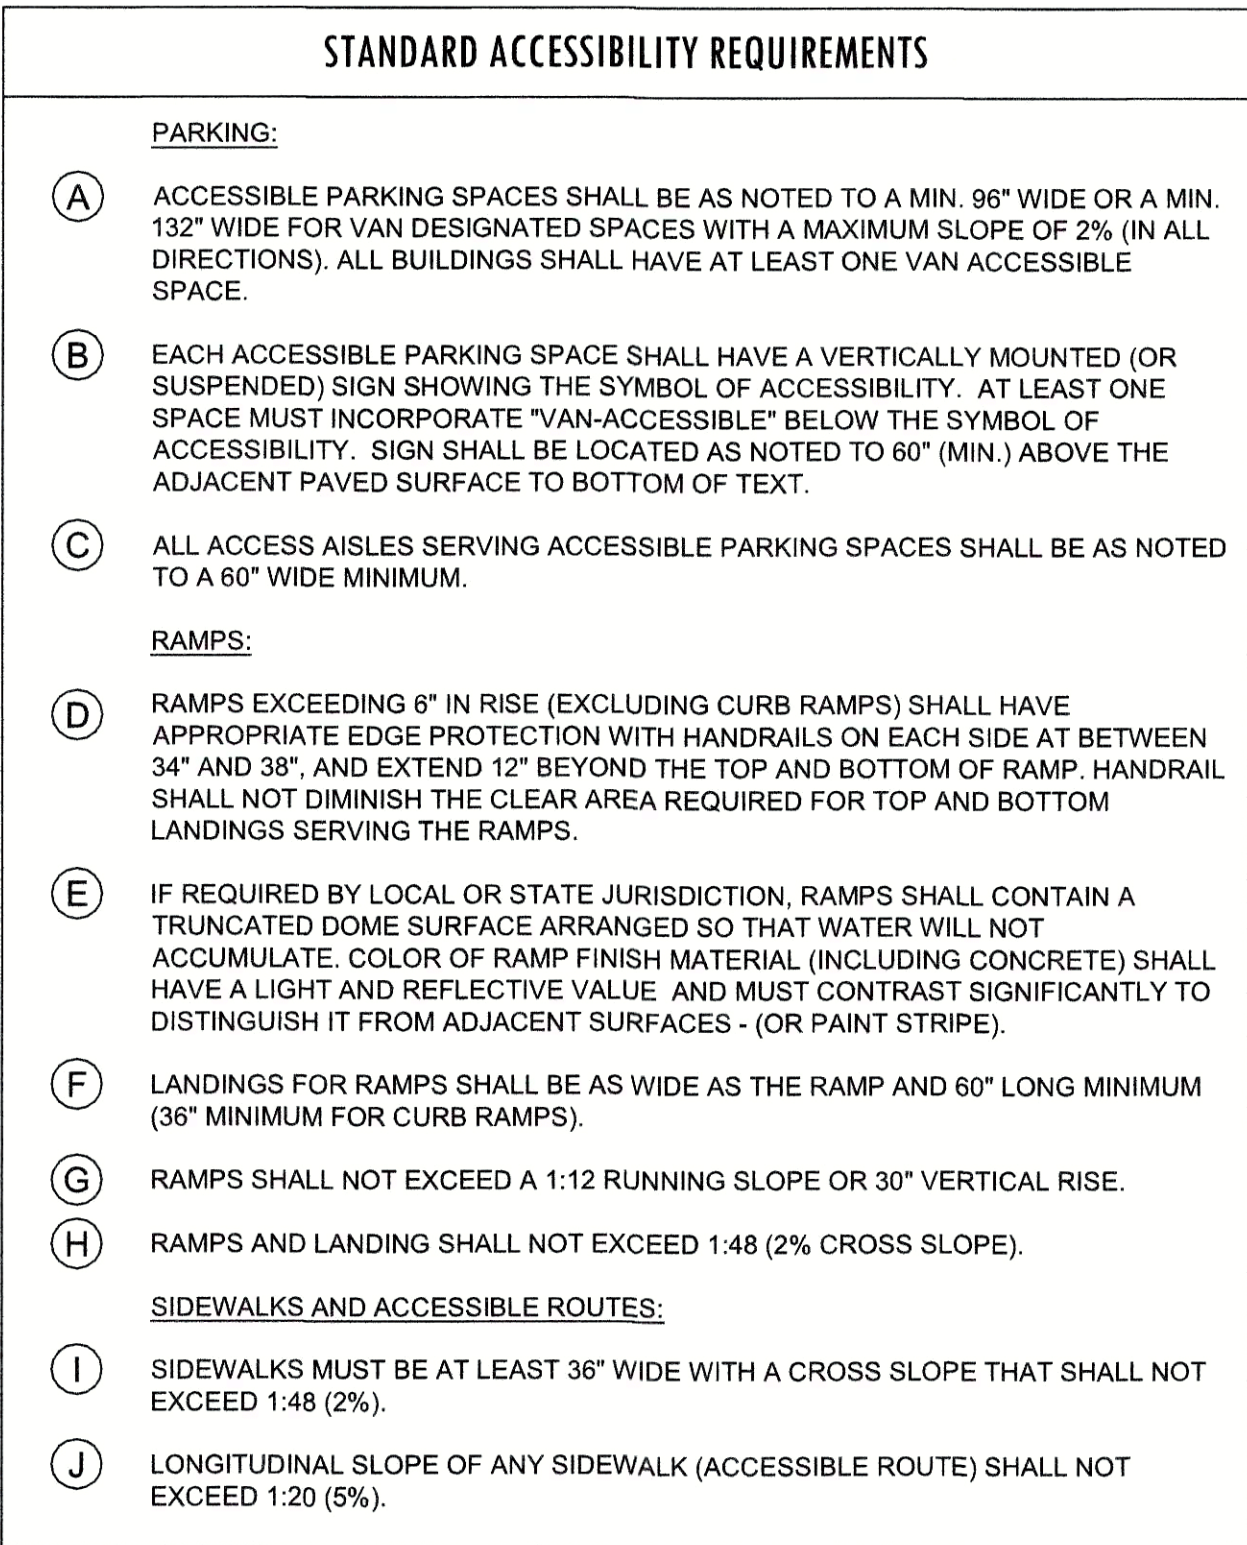 STANDARD ACCESSIBILITY REQUIREMENTS
PARKING:
A ACCESSIBLE PARKING SPACES SHALL BE AS NOTED TO A MIN. 96" WIDE OR A MIN.
132" WIDE FOR VAN DESIGNATED SPACES WITH A MAXIMUM SLOPE OF 2% (IN ALL
DIRECTIONS). ALL BUILDINGS SHALL HAVE AT LEAST ONE VAN ACCESSIBLE
SPACE.
B EACH ACCESSIBLE PARKING SPACE SHALL HAVE A VERTICALLY MOUNTED (OR
SUSPENDED) SIGN SHOWING THE SYMBOL OF ACCESSIBILITY. AT LEAST ONE
SPACE MUST INCORPORATE "VAN-ACCESSIBLE" BELOW THE SYMBOL OF
ACCESSIBILITY. SIGN SHALL BE LOCATED AS NOTED TO 60" (MIN.) ABOVE THE
ADJACENT PAVED SURFACE TO BOTTOM OF TEXT.
C ALL ACCESS AISLES SERVING ACCESSIBLE PARKING SPACES SHALL BE AS NOTED
TO A 60" WIDE MINIMUM.
RAMPS:
D RAMPS EXCEEDING 6" IN RISE (EXCLUDING CURB RAMPS) SHALL HAVE
APPROPRIATE EDGE PROTECTION WITH HANDRAILS ON EACH SIDE AT BETWEEN
34" AND 38", AND EXTEND 12" BEYOND THE TOP AND BOTTOM OF RAMP. HANDRAIL
SHALL NOT DIMINISH THE CLEAR AREA REQUIRED FOR TOP AND BOTTOM
LANDINGS SERVING THE RAMPS.
E IF REQUIRED BY LOCAL OR STATE JURISDICTION, RAMPS SHALL CONTAIN A
TRUNCATED DOME SURFACE ARRANGED SO THAT WATER WILL NOT
ACCUMULATE. COLOR OF RAMP FINISH MATERIAL (INCLUDING CONCRETE) SHALL
HAVE A LIGHT AND REFLECTIVE VALUE AND MUST CONTRAST SIGNIFICANTLY TO
DISTINGUISH IT FROM ADJACENT SURFACES - (OR PAINT STRIPE).
F LANDINGS FOR RAMPS SHALL BE AS WIDE AS THE RAMP AND 60" LONG MINIMUM
(36" MINIMUM FOR CURB RAMPS).
G RAMPS SHALL NOT EXCEED A 1:12 RUNNING SLOPE OR 30" VERTICAL RISE.
H RAMPS AND LANDING SHALL NOT EXCEED 1:48 (2% CROSS SLOPE).
SIDEWALKS AND ACCESSIBLE ROUTES:
I SIDEWALKS MUST BE AT LEAST 36" WIDE WITH A CROSS SLOPE THAT SHALL NOT
EXCEED 1:48 (2%).
J LONGITUDINAL SLOPE OF ANY SIDEWALK (ACCESSIBLE ROUTE) SHALL NOT
EXCEED 1:20 (5%).